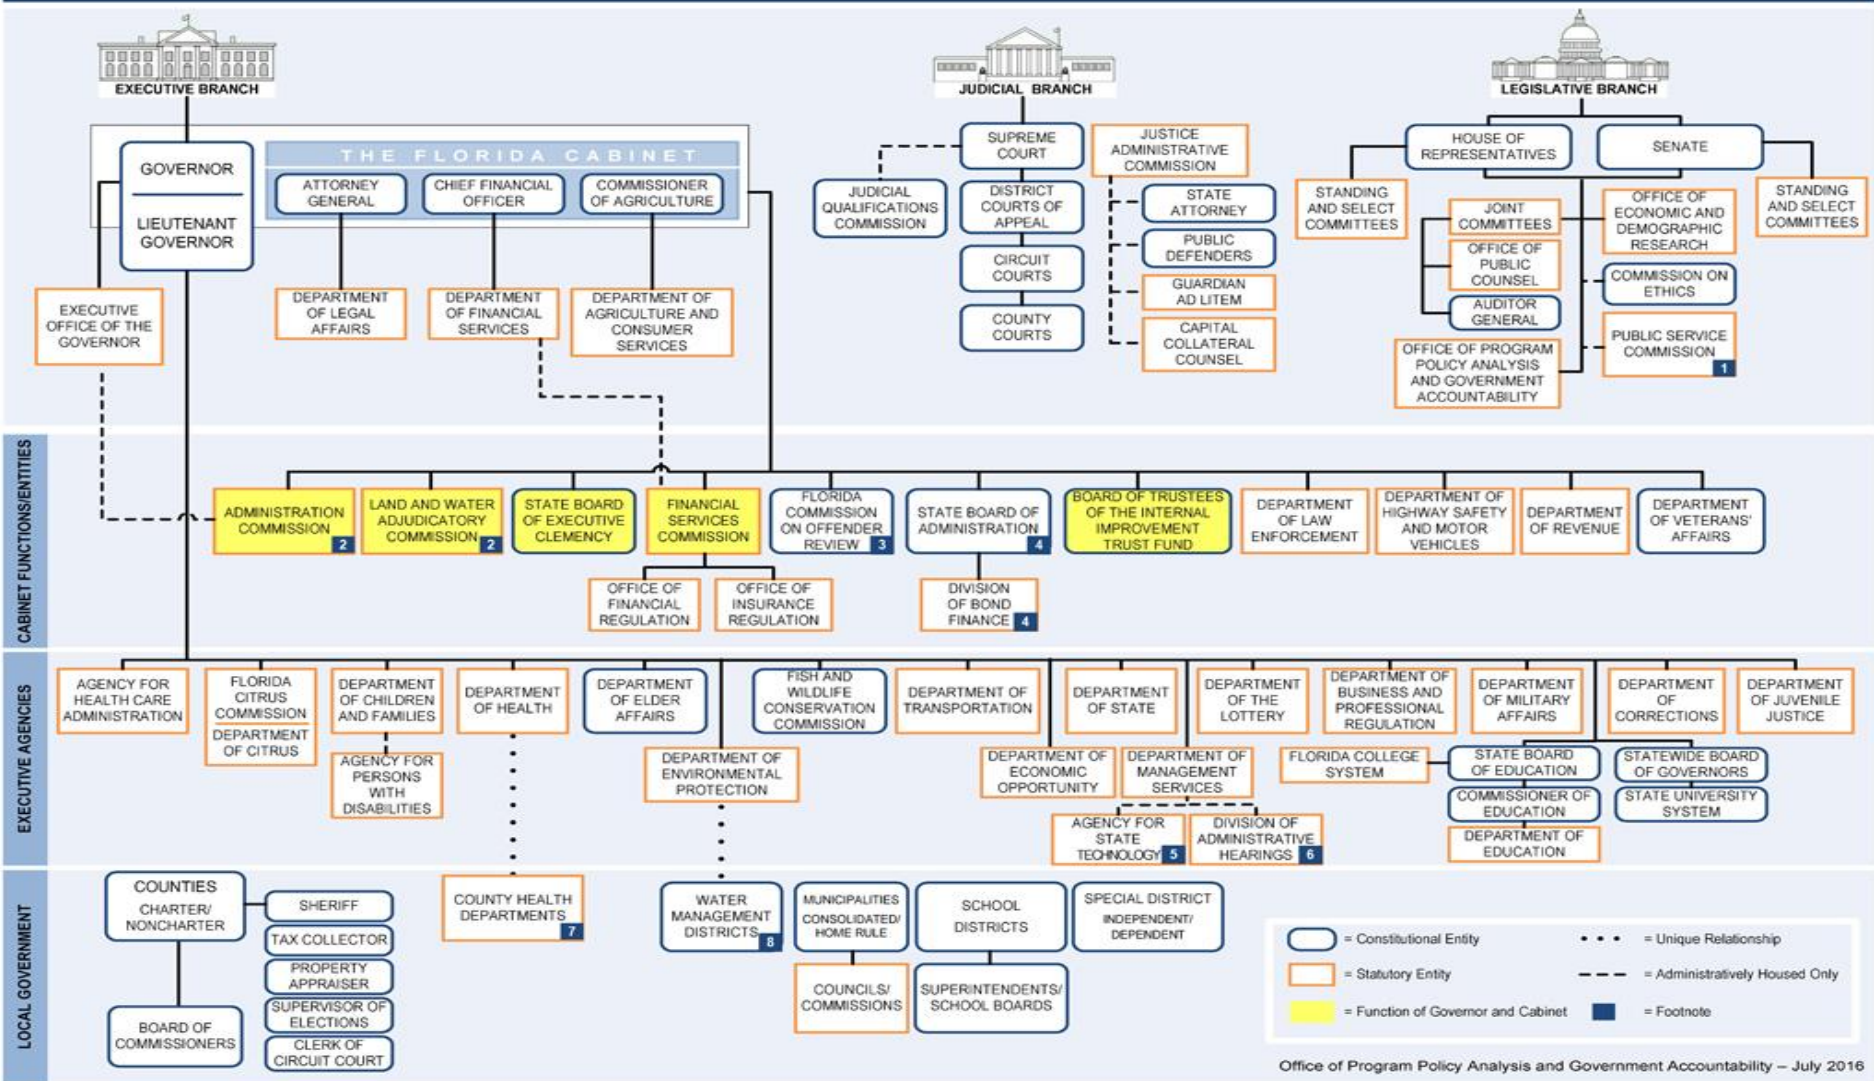 EXECUTIVE BRANCH
JUDICIAL BRANCH
LEGISLATIVE BRANCH
GOVERNOR
LIEUTENANT
GOVERNOR
THE FLORIDA CABINET
ATTORNEY
GENERAL
CHIEF FINANCIAL
OFFICER
COMMISSIONER
OF AGRICULTURE
EXECUTIVE
OFFICE OF THE
GOVERNOR
DEPARTMENT
OF LEGAL
AFFAIRS
DEPARTMENT
OF FINANCIAL
SERVICES
DEPARTMENT OF
AGRICULTURE AND
CONSUMER
SERVICES
SUPREME
COURT
JUDICIAL
QUALIFICATIONS
COMMISSION
DISTRICT
COURTS OF
APPEAL
CIRCUIT
COURTS
COUNTY
COURTS
JUSTICE
ADMINISTRATIVE
COMMISSION
STATE
ATTORNEY
PUBLIC
DEFENDERS
GUARDIAN
AD LITEM
CAPITAL
COLLATERAL
COUNSEL
HOUSE OF
REPRESENTATIVES
SENATE
STANDING
AND SELECT
COMMITTEES
JOINT
COMMITTEES
OFFICE OF
PUBLIC
COUNSEL
AUDITOR
GENERAL
OFFICE OF PROGRAM
POLICY ANALYSIS
AND GOVERNMENT
ACCOUNTABILITY
OFFICE OF
ECONOMIC AND
DEMOGRAPHIC
RESEARCH
COMMISSION ON
ETHICS
PUBLIC SERVICE
COMMISSION
1
STANDING
AND SELECT
COMMITTEES
CABINET FUNCTIONS/ENTITIES
ADMINISTRATION
COMMISSION
2
LAND AND WATER
ADJUDICATORY
COMMISSION
2
STATE BOARD
OF EXECUTIVE
CLEMENCY
FINANCIAL
SERVICES
COMMISSION
FLORIDA
COMMISSION
ON OFFENDER
REVIEW
3
STATE BOARD OF
ADMINISTRATION
4
BOARD OF TRUSTEES
OF THE INTERNAL
IMPROVEMENT
TRUST FUND
DEPARTMENT
OF LAW
ENFORCEMENT
DEPARTMENT OF
HIGHWAY SAFETY
AND MOTOR
VEHICLES
DEPARTMENT
OF REVENUE
DEPARTMENT
OF VETERANS'
AFFAIRS
OFFICE OF
FINANCIAL
REGULATION
OFFICE OF
INSURANCE
REGULATION
DIVISION
OF BOND
FINANCE
4
EXECUTIVE AGENCIES
AGENCY FOR
HEALTH CARE
ADMINISTRATION
FLORIDA
CITRUS
COMMISSION
DEPARTMENT
OF CITRUS
DEPARTMENT
OF CHILDREN
AND FAMILIES
AGENCY FOR
PERSONS
WITH
DISABILITIES
DEPARTMENT
OF HEALTH
DEPARTMENT
OF ELDER
AFFAIRS
DEPARTMENT OF
ENVIRONMENTAL
PROTECTION
FISH AND
WILDLIFE
CONSERVATION
COMMISSION
DEPARTMENT OF
TRANSPORTATION
DEPARTMENT OF
ECONOMIC
OPPORTUNITY
DEPARTMENT
OF STATE
DEPARTMENT OF
MANAGEMENT
SERVICES
AGENCY FOR
STATE
TECHNOLOGY
5
DIVISION OF
ADMINISTRATIVE
HEARINGS
6
DEPARTMENT
OF THE
LOTTERY
DEPARTMENT OF
BUSINESS AND
PROFESSIONAL
REGULATION
DEPARTMENT
OF MILITARY
AFFAIRS
DEPARTMENT
OF
CORRECTIONS
DEPARTMENT
OF JUVENILE
JUSTICE
FLORIDA COLLEGE
SYSTEM
STATE BOARD
OF EDUCATION
COMMISSIONER OF
EDUCATION
DEPARTMENT OF
EDUCATION
STATEWIDE BOARD
OF GOVERNORS
STATE UNIVERSITY
SYSTEM
LOCAL GOVERNMENT
COUNTIES
CHARTER/
NONCHARTER
BOARD OF
COMMISSIONERS
SHERIFF
TAX COLLECTOR
PROPERTY
APPRAISER
SUPERVISOR OF
ELECTIONS
CLERK OF
CIRCUIT COURT
COUNTY HEALTH
DEPARTMENTS
7
WATER
MANAGEMENT
DISTRICTS
8
MUNICIPALITIES
CONSOLIDATED/
HOME RULE
COUNCILS/
COMMISSIONS
SCHOOL
DISTRICTS
SUPERINTENDENTS/
SCHOOL BOARDS
SPECIAL DISTRICT
INDEPENDENT/
DEPENDENT
= Constitutional Entity
= Unique Relationship
= Statutory Entity
= Administratively Housed Only
= Function of Governor and Cabinet
= Footnote
Office of Program Policy Analysis and Government Accountability – July 2016